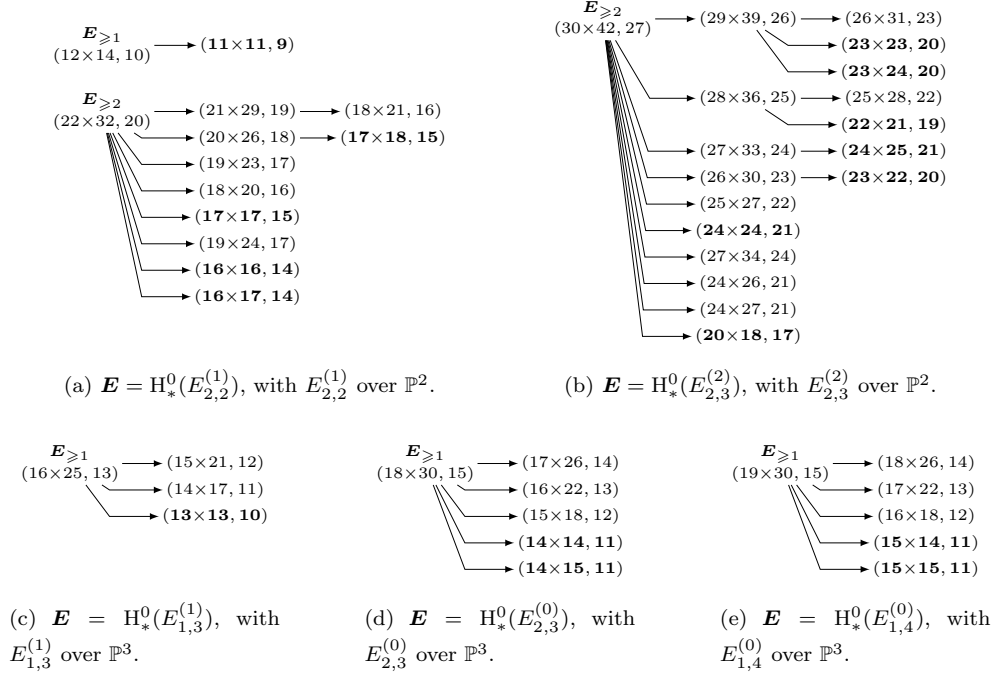 E⩾1
(12×14, 10) (11×11, 9)
E⩾2
(22×32, 20) (21×29, 19) (18×21, 16)
(20×26, 18) (17×18, 15)
(19×23, 17)
(18×20, 16)
(17×17, 15)
(19×24, 17)
(16×16, 14)
(16×17, 14)
(a) E = H⁰∗(E⁽¹⁾₂,₂), with E⁽¹⁾₂,₂ over ℙ².
E⩾2
(30×42, 27) (29×39, 26) (26×31, 23)
(23×23, 20)
(23×24, 20)
(28×36, 25) (25×28, 22)
(22×21, 19)
(27×33, 24) (24×25, 21)
(26×30, 23) (23×22, 20)
(25×27, 22)
(24×24, 21)
(27×34, 24)
(24×26, 21)
(24×27, 21)
(20×18, 17)
(b) E = H⁰∗(E⁽²⁾₂,₃), with E⁽²⁾₂,₃ over ℙ².
E⩾1
(16×25, 13) (15×21, 12)
(14×17, 11)
(13×13, 10)
(c) E = H⁰∗(E⁽¹⁾₁,₃), with
E⁽¹⁾₁,₃ over ℙ³.
E⩾1
(18×30, 15) (17×26, 14)
(16×22, 13)
(15×18, 12)
(14×14, 11)
(14×15, 11)
(d) E = H⁰∗(E⁽⁰⁾₂,₃), with
E⁽⁰⁾₂,₃ over ℙ³.
E⩾1
(19×30, 15) (18×26, 14)
(17×22, 13)
(16×18, 12)
(15×14, 11)
(15×15, 11)
(e) E = H⁰∗(E⁽⁰⁾₁,₄), with
E⁽⁰⁾₁,₄ over ℙ³.